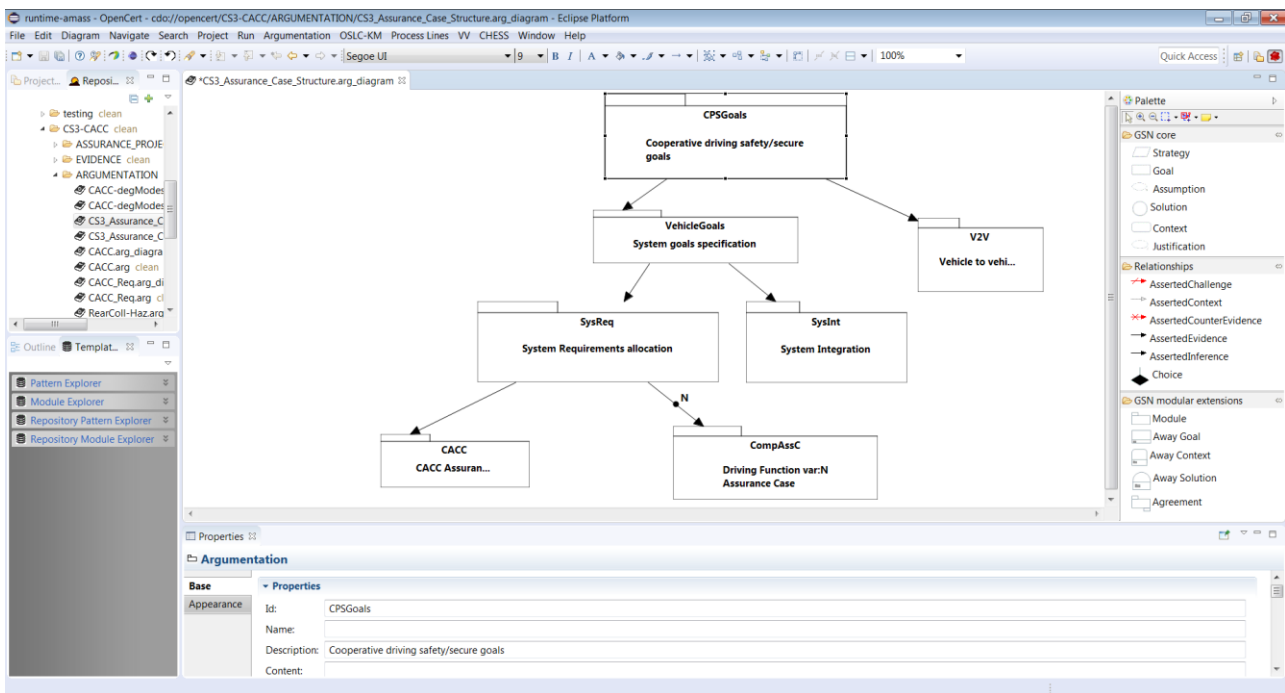 runtime-amass - OpenCert - cdo://opencert/CS3-CACC/ARGUMENTATION/CS3_Assurance_Case_Structure.arg_diagram - Eclipse Platform
File Edit Diagram Navigate Search Project Run Argumentation OSLC-KM Process Lines VV CHESS Window Help
Segoe UI 9 B I A 100% Quick Access
Project... Reposi...
testing clean
CS3-CACC clean
ASSURANCE_PROJE
EVIDENCE clean
ARGUMENTATION
CACC-degModes
CACC-degModes
CS3_Assurance_C
CS3_Assurance_C
CACC.arg_diagra
CACC.arg clean
CACC_Req.arg_di
CACC_Req.arg cl
RearColl-Haz.arg
Outline Templat...
Pattern Explorer
Module Explorer
Repository Pattern Explorer
Repository Module Explorer
*CS3_Assurance_Case_Structure.arg_diagram
CPSGoals
Cooperative driving safety/secure
goals
VehicleGoals
System goals specification
V2V
Vehicle to vehi...
SysReq
System Requirements allocation
SysInt
System Integration
N
CACC
CACC Assuran...
CompAssC
Driving Function var:N
Assurance Case
Palette
GSN core
Strategy
Goal
Assumption
Solution
Context
Justification
Relationships
AssertedChallenge
AssertedContext
AssertedCounterEvidence
AssertedEvidence
AssertedInference
Choice
GSN modular extensions
Module
Away Goal
Away Context
Away Solution
Agreement
Properties
Argumentation
Base
Appearance
Properties
Id: CPSGoals
Name:
Description: Cooperative driving safety/secure goals
Content: